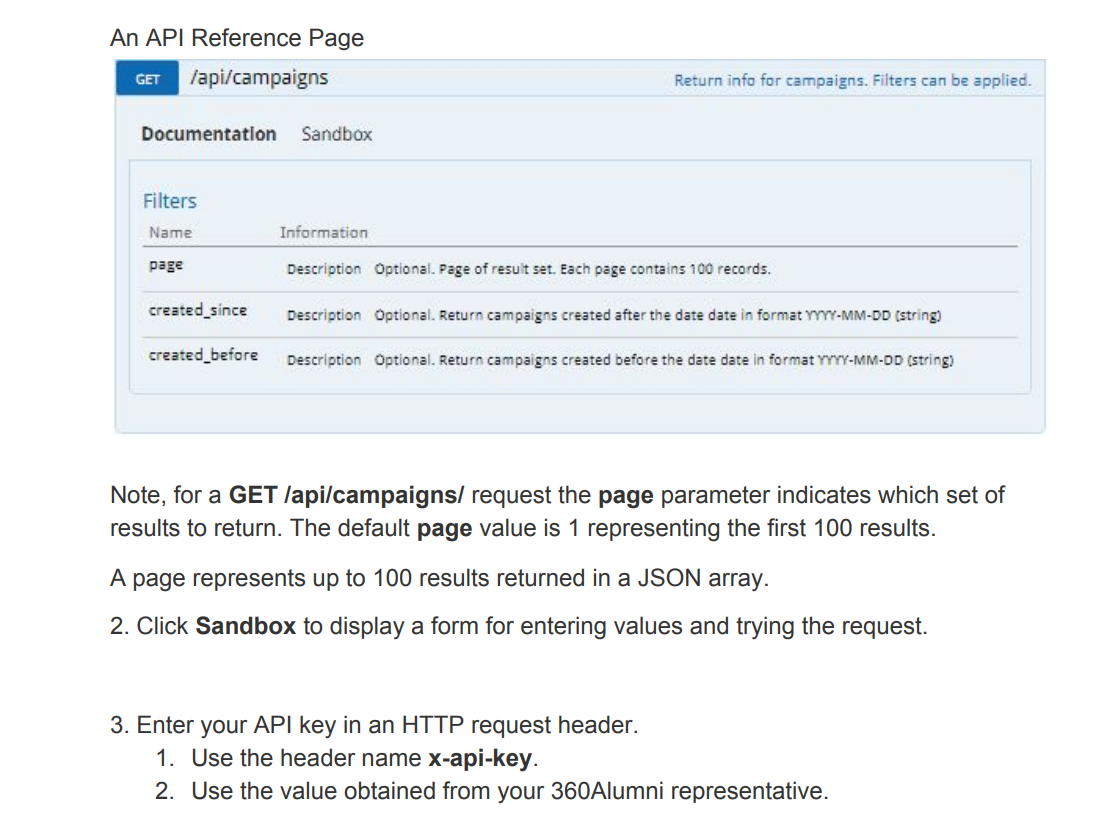 An API Reference Page
GET /api/campaigns Return info for campaigns. Filters can be applied.
Documentation Sandbox
Filters
Name Information
page Description Optional. Page of result set. Each page contains 100 records.
created_since Description Optional. Return campaigns created after the date date in format YYYY-MM-DD (string)
created_before Description Optional. Return campaigns created before the date date in format YYYY-MM-DD (string)
Note, for a GET /api/campaigns/ request the page parameter indicates which set of
results to return. The default page value is 1 representing the first 100 results.
A page represents up to 100 results returned in a JSON array.
2. Click Sandbox to display a form for entering values and trying the request.
3. Enter your API key in an HTTP request header.
1. Use the header name x-api-key.
2. Use the value obtained from your 360Alumni representative.